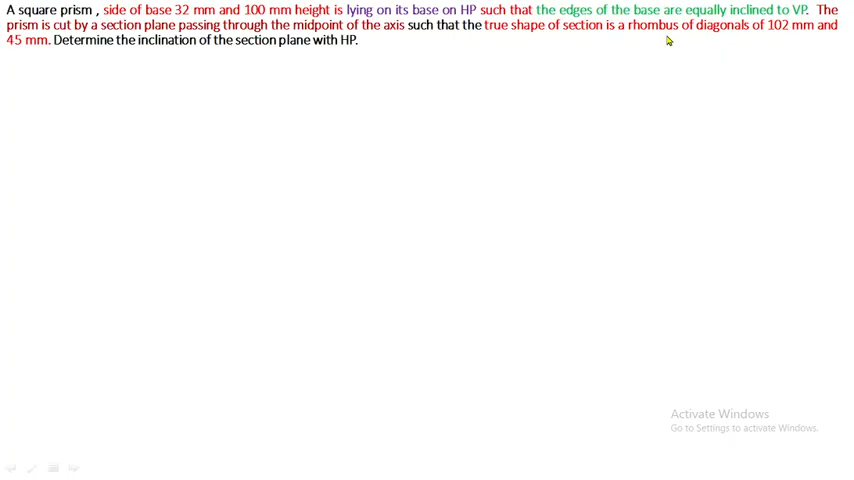 A square prism , side of base 32 mm and 100 mm height is lying on its base on HP such that the edges of the base are equally inclined to VP. The
prism is cut by a section plane passing through the midpoint of the axis such that the true shape of section is a rhombus of diagonals of 102 mm and
45 mm. Determine the inclination of the section plane with HP.
Activate Windows
Go to Settings to activate Windows.